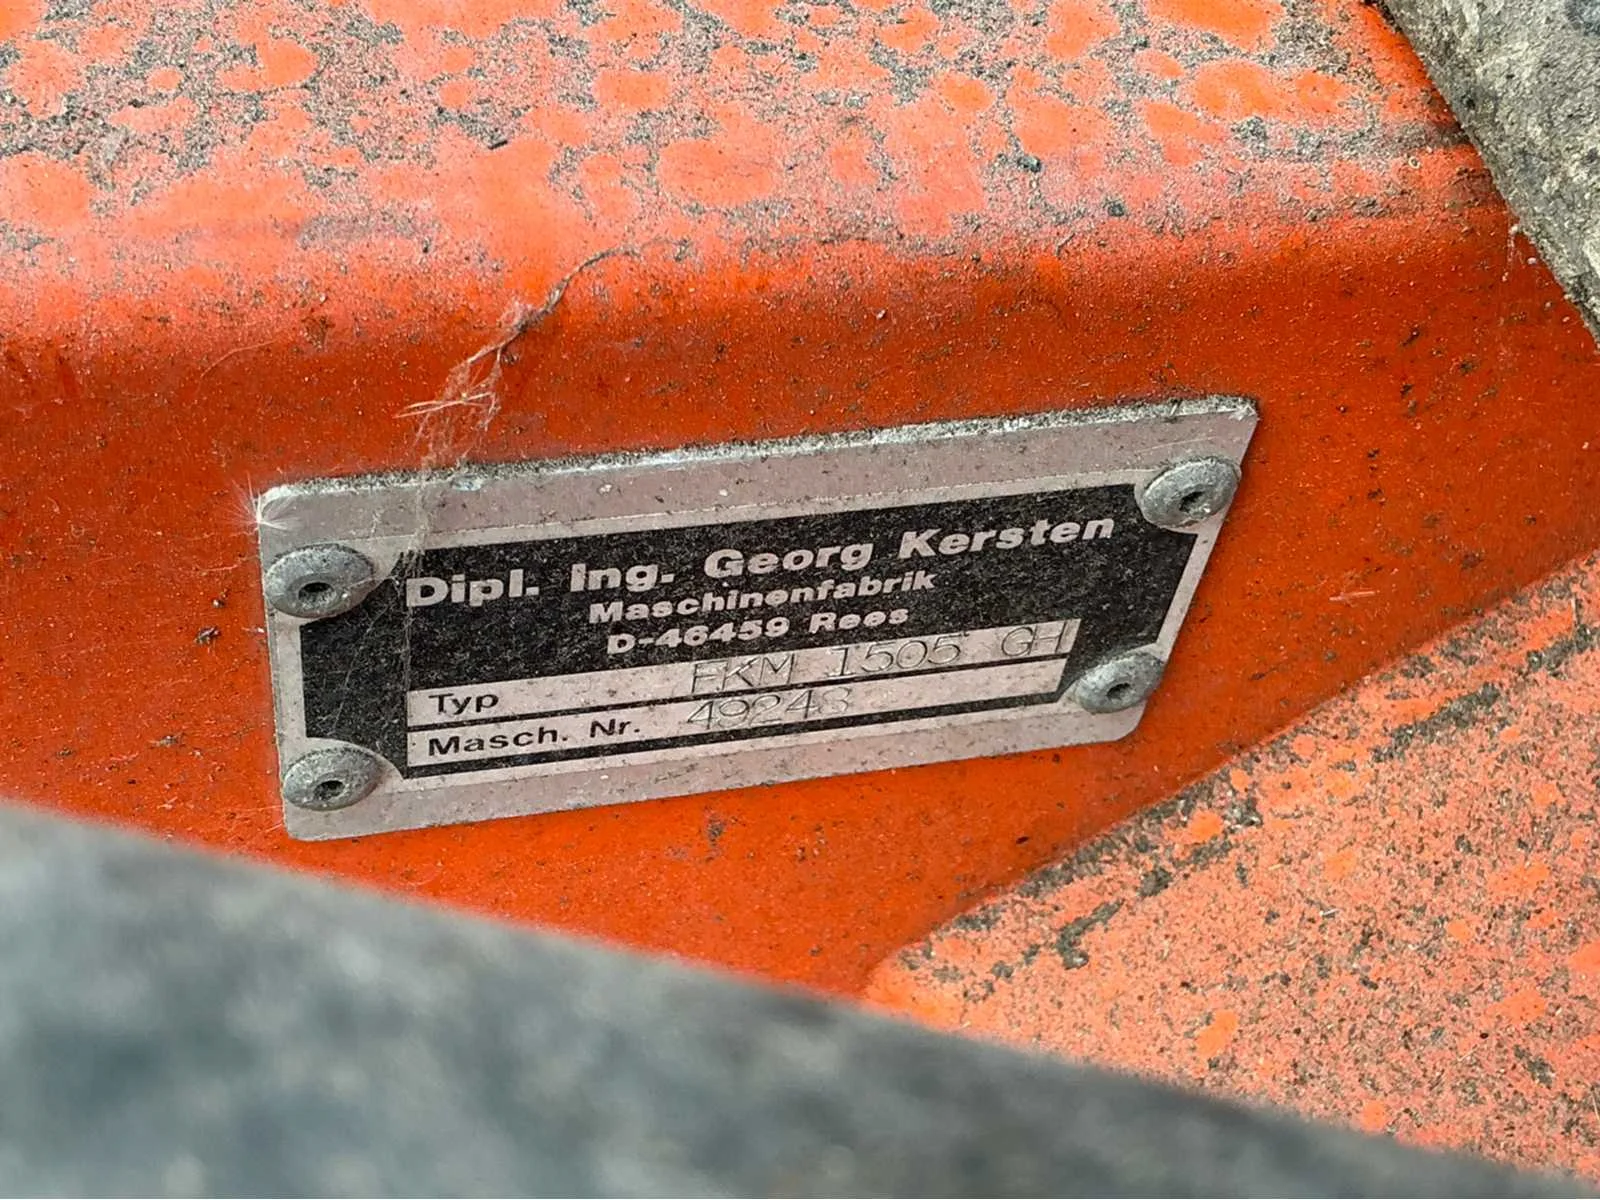 Dipl. Ing. Georg Kersten
Maschinenfabrik
D-46459 Rees
Typ FKM 1505 GH
Masch. Nr. 49248